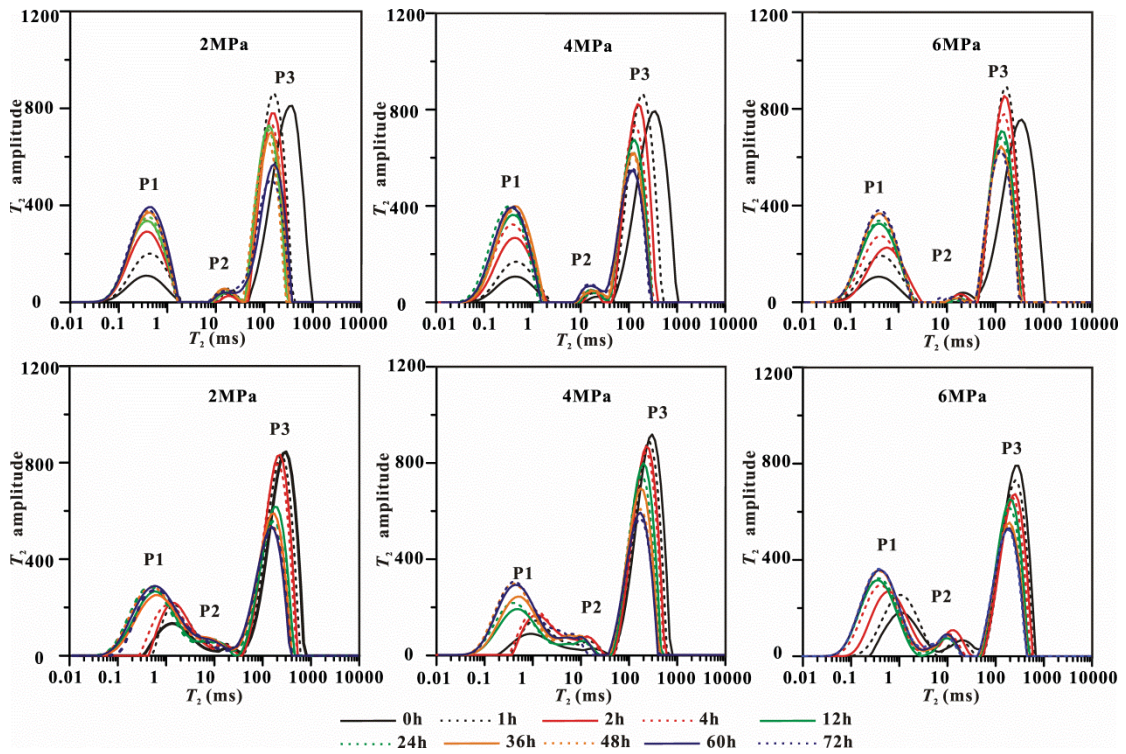 1200
800
400
0
T₂ amplitude
2MPa
P1
P2
P3
0.01 0.1 1 10 100 1000 10000
T₂ (ms)
1200
800
400
0
T₂ amplitude
4MPa
P1
P2
P3
0.01 0.1 1 10 100 1000 10000
T₂ (ms)
1200
800
400
0
T₂ amplitude
6MPa
P1
P2
P3
0.01 0.1 1 10 100 1000 10000
T₂ (ms)
1200
800
400
0
T₂ amplitude
2MPa
P1
P2
P3
0.01 0.1 1 10 100 1000 10000
T₂ (ms)
1200
800
400
0
T₂ amplitude
4MPa
P1
P2
P3
0.01 0.1 1 10 100 1000 10000
T₂ (ms)
1200
800
400
0
T₂ amplitude
6MPa
P1
P2
P3
0.01 0.1 1 10 100 1000 10000
T₂ (ms)
0h 1h 2h 4h 12h
24h 36h 48h 60h 72h